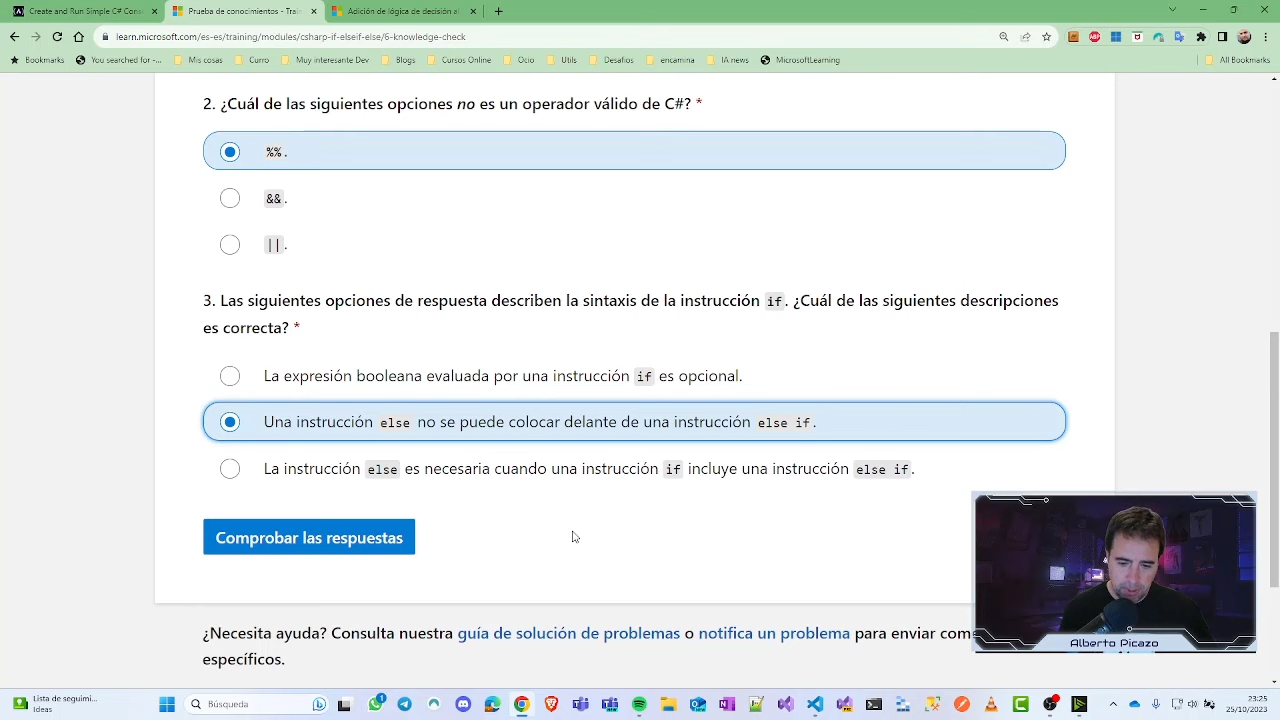 Create and Run Simple C# Cons
Prueba de conocimientos - Trai
Adición de lógica de decisión al
learn.microsoft.com/es-es/training/modules/csharp-if-elseif-else/6-knowledge-check
Bookmarks
You searched for -...
Mis cosas
Curro
Muy interesante Dev
Blogs
Cursos Online
Ocio
Utils
Desafios
encamina
IA news
MicrosoftLearning
All Bookmarks
2. ¿Cuál de las siguientes opciones no es un operador válido de C#? *
%%.
&&.
||.
3. Las siguientes opciones de respuesta describen la sintaxis de la instrucción if. ¿Cuál de las siguientes descripciones
es correcta? *
La expresión booleana evaluada por una instrucción if es opcional.
Una instrucción else no se puede colocar delante de una instrucción else if.
La instrucción else es necesaria cuando una instrucción if incluye una instrucción else if.
Comprobar las respuestas
¿Necesita ayuda? Consulta nuestra guía de solución de problemas o notifica un problema para enviar com
específicos.
Alberto Picazo
Lista de seguimi...
Ideas
Búsqueda
1
23:25
25/10/2023